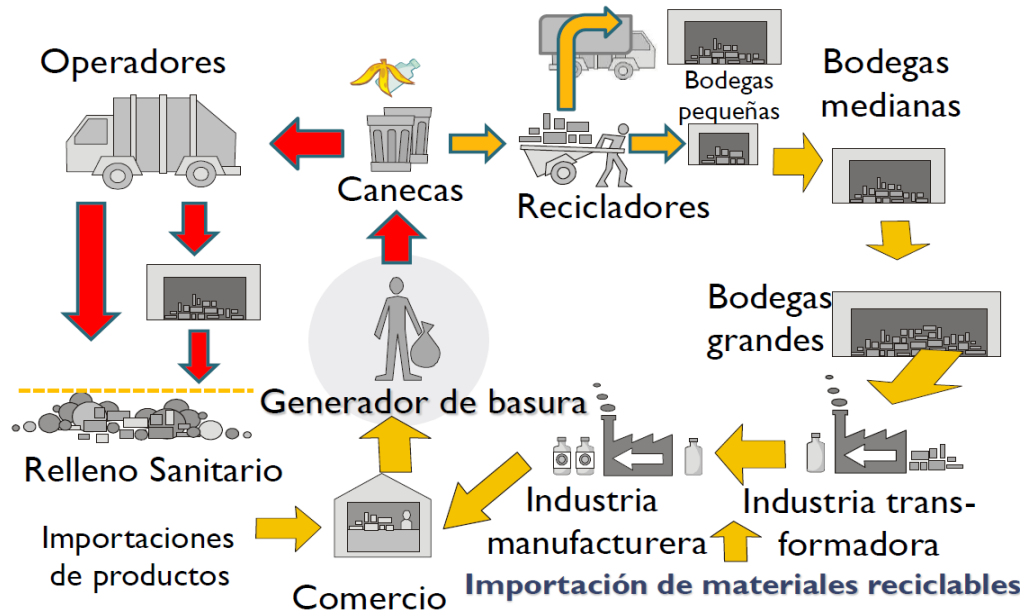 Operadores
Canecas
Recicladores
Bodegas
pequeñas
Bodegas
medianas
Bodegas
grandes
Generador de basura
Relleno Sanitario
Industria
manufacturera
Industria trans-
formadora
Importaciones
de productos
Comercio
Importación de materiales reciclables